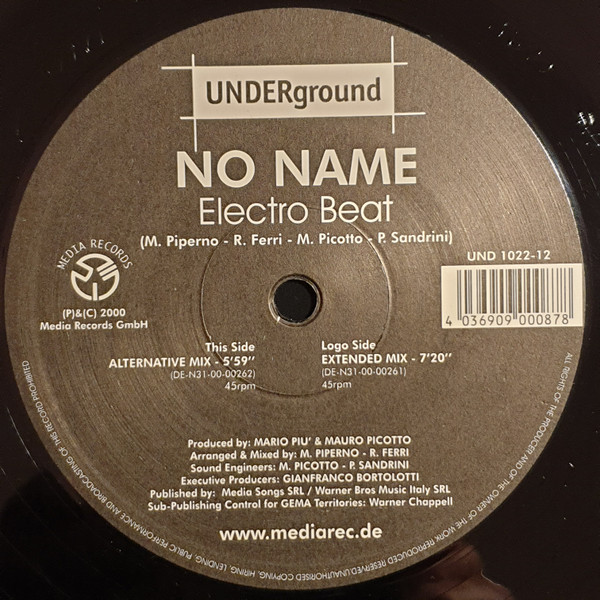 UNDERground
NO NAME
Electro Beat
(M. Piperno - R. Ferri - M. Picotto - P. Sandrini)
MEDIA RECORDS
(P)&(C) 2000
Media Records GmbH
UND 1022-12
4 036909 000878
This Side
ALTERNATIVE MIX - 5'59''
(DE-N31-00-00262)
45rpm
Logo Side
EXTENDED MIX - 7'20''
(DE-N31-00-00261)
45rpm
Produced by: MARIO PIU' & MAURO PICOTTO
Arranged & Mixed by: M. PIPERNO - R. FERRI
Sound Engineers: M. PICOTTO - P. SANDRINI
Executive Producers: GIANFRANCO BORTOLOTTI
Published by: Media Songs SRL / Warner Bros Music Italy SRL
Sub-Publishing Control for GEMA Territories: Warner Chappell
www.mediarec.de
ALL RIGHTS OF THE PRODUCER AND OF THE OWNER OF THE WORK REPRODUCED RESERVED. UNAUTHORISED COPYING, HIRING, LENDING, PUBLIC PERFORMANCE AND BROADCASTING OF THIS RECORD PROHIBITED